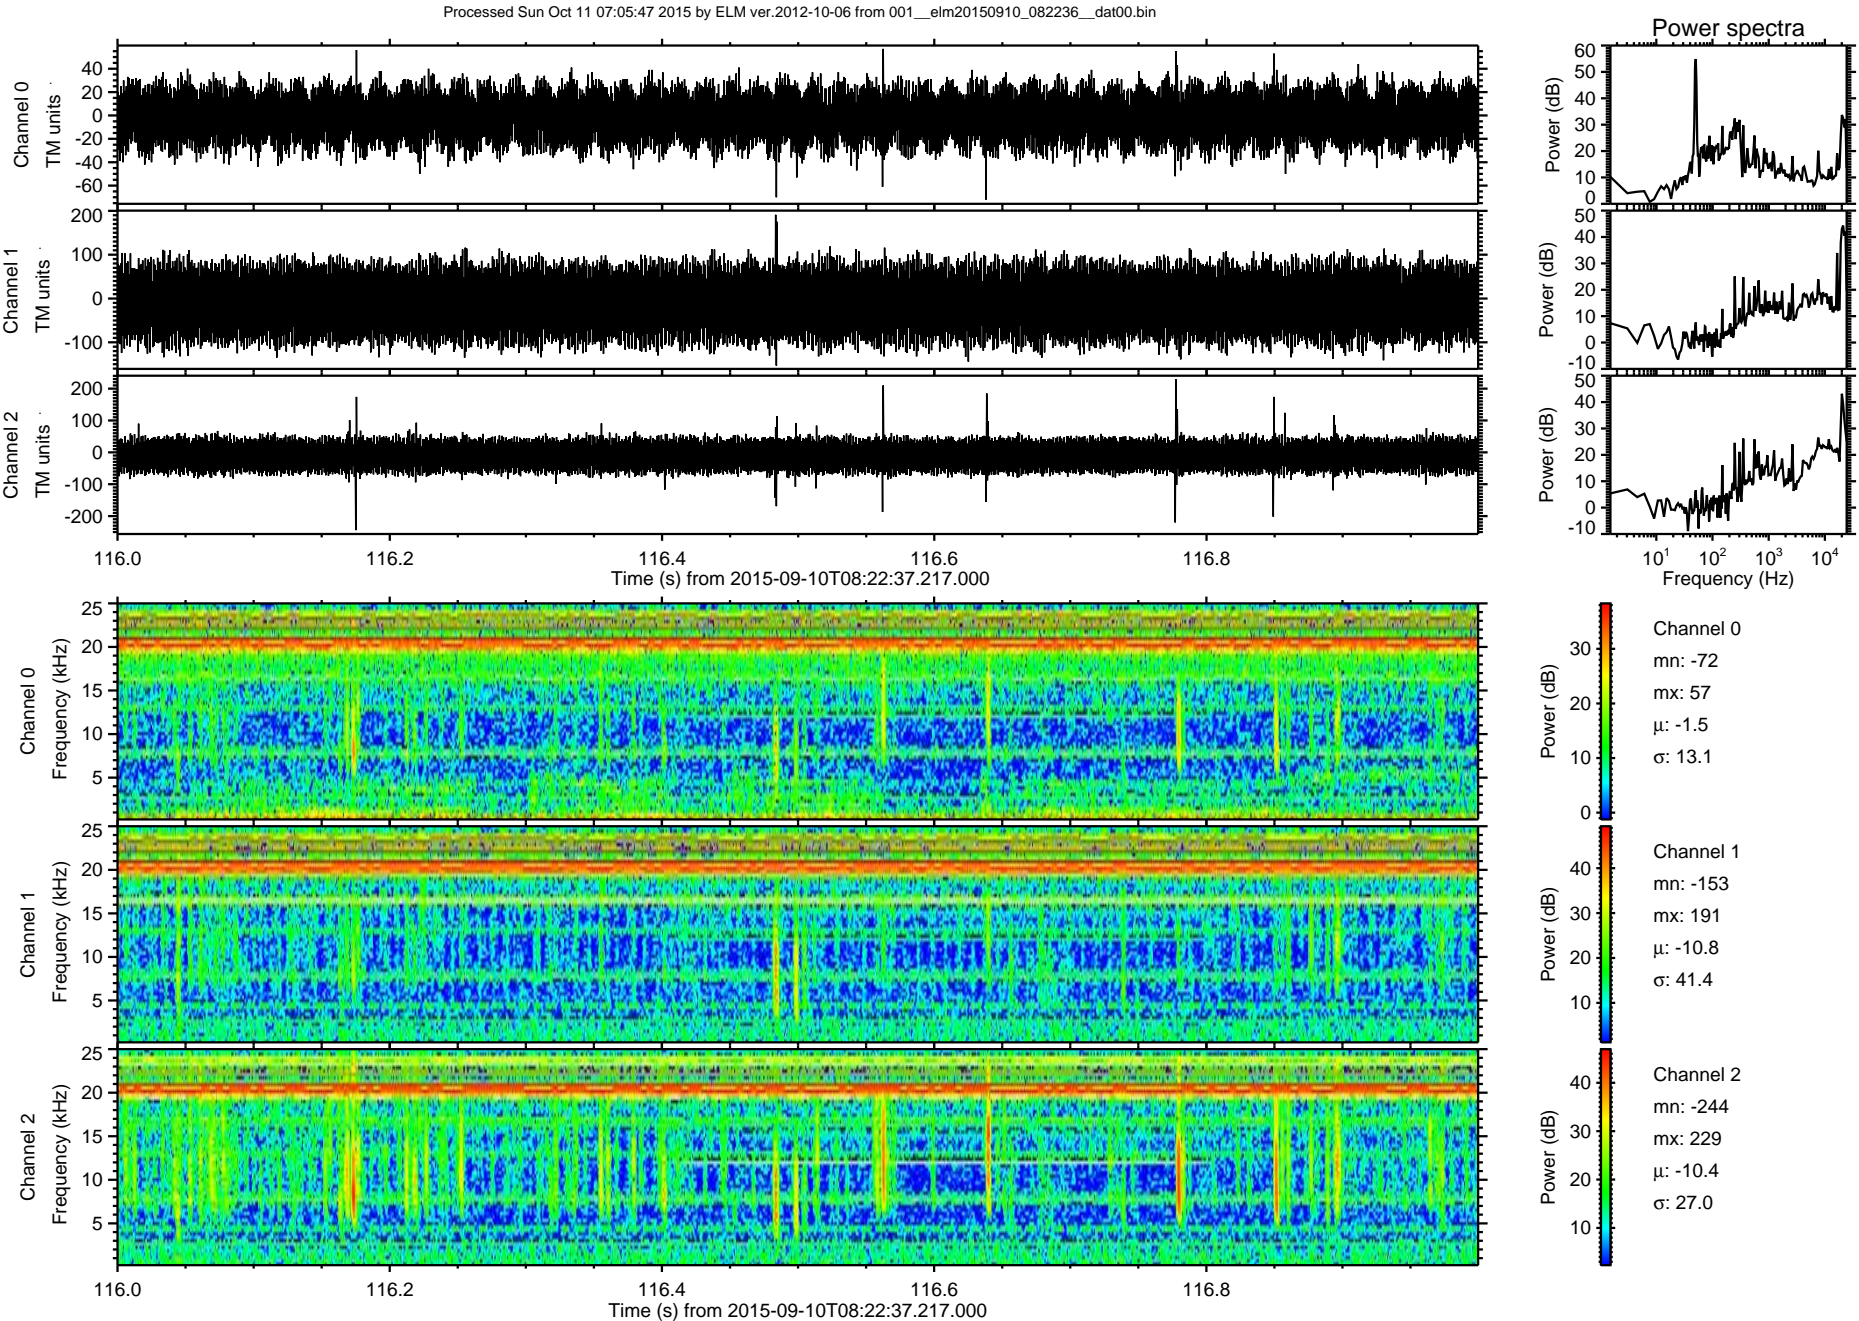 Processed Sun Oct 11 07:05:47 2015 by ELM ver.2012-10-06 from 001__elm20150910_082236__dat00.bin
Power spectra
Channel 0
TM units
40
20
0
-20
-40
-60
Power (dB)
60
50
40
30
20
10
0
Channel 1
TM units
200
100
0
-100
Power (dB)
50
40
30
20
10
0
-10
Channel 2
TM units
200
100
0
-100
-200
Power (dB)
50
40
30
20
10
0
-10
116.0 116.2 116.4 116.6 116.8
Time (s) from 2015-09-10T08:22:37.217.000
10¹ 10² 10³ 10⁴
Frequency (Hz)
Channel 0
Frequency (kHz)
25
20
15
10
5
Power (dB)
30
20
10
0
Channel 0
mn: -72
mx: 57
μ: -1.5
σ: 13.1
Channel 1
Frequency (kHz)
25
20
15
10
5
Power (dB)
40
30
20
10
Channel 1
mn: -153
mx: 191
μ: -10.8
σ: 41.4
Channel 2
Frequency (kHz)
25
20
15
10
5
Power (dB)
40
30
20
10
Channel 2
mn: -244
mx: 229
μ: -10.4
σ: 27.0
116.0 116.2 116.4 116.6 116.8
Time (s) from 2015-09-10T08:22:37.217.000